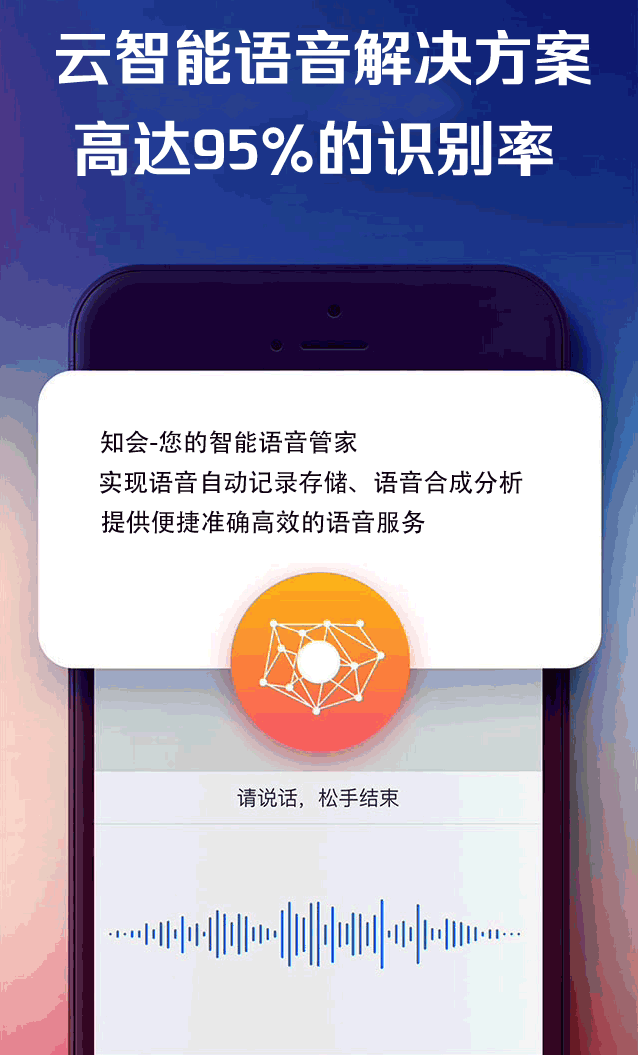 云智能语音解决方案
高达95%的识别率
知会-您的智能语音管家
实现语音自动记录存储、语音合成分析
提供便捷准确高效的语音服务
请说话，松手结束